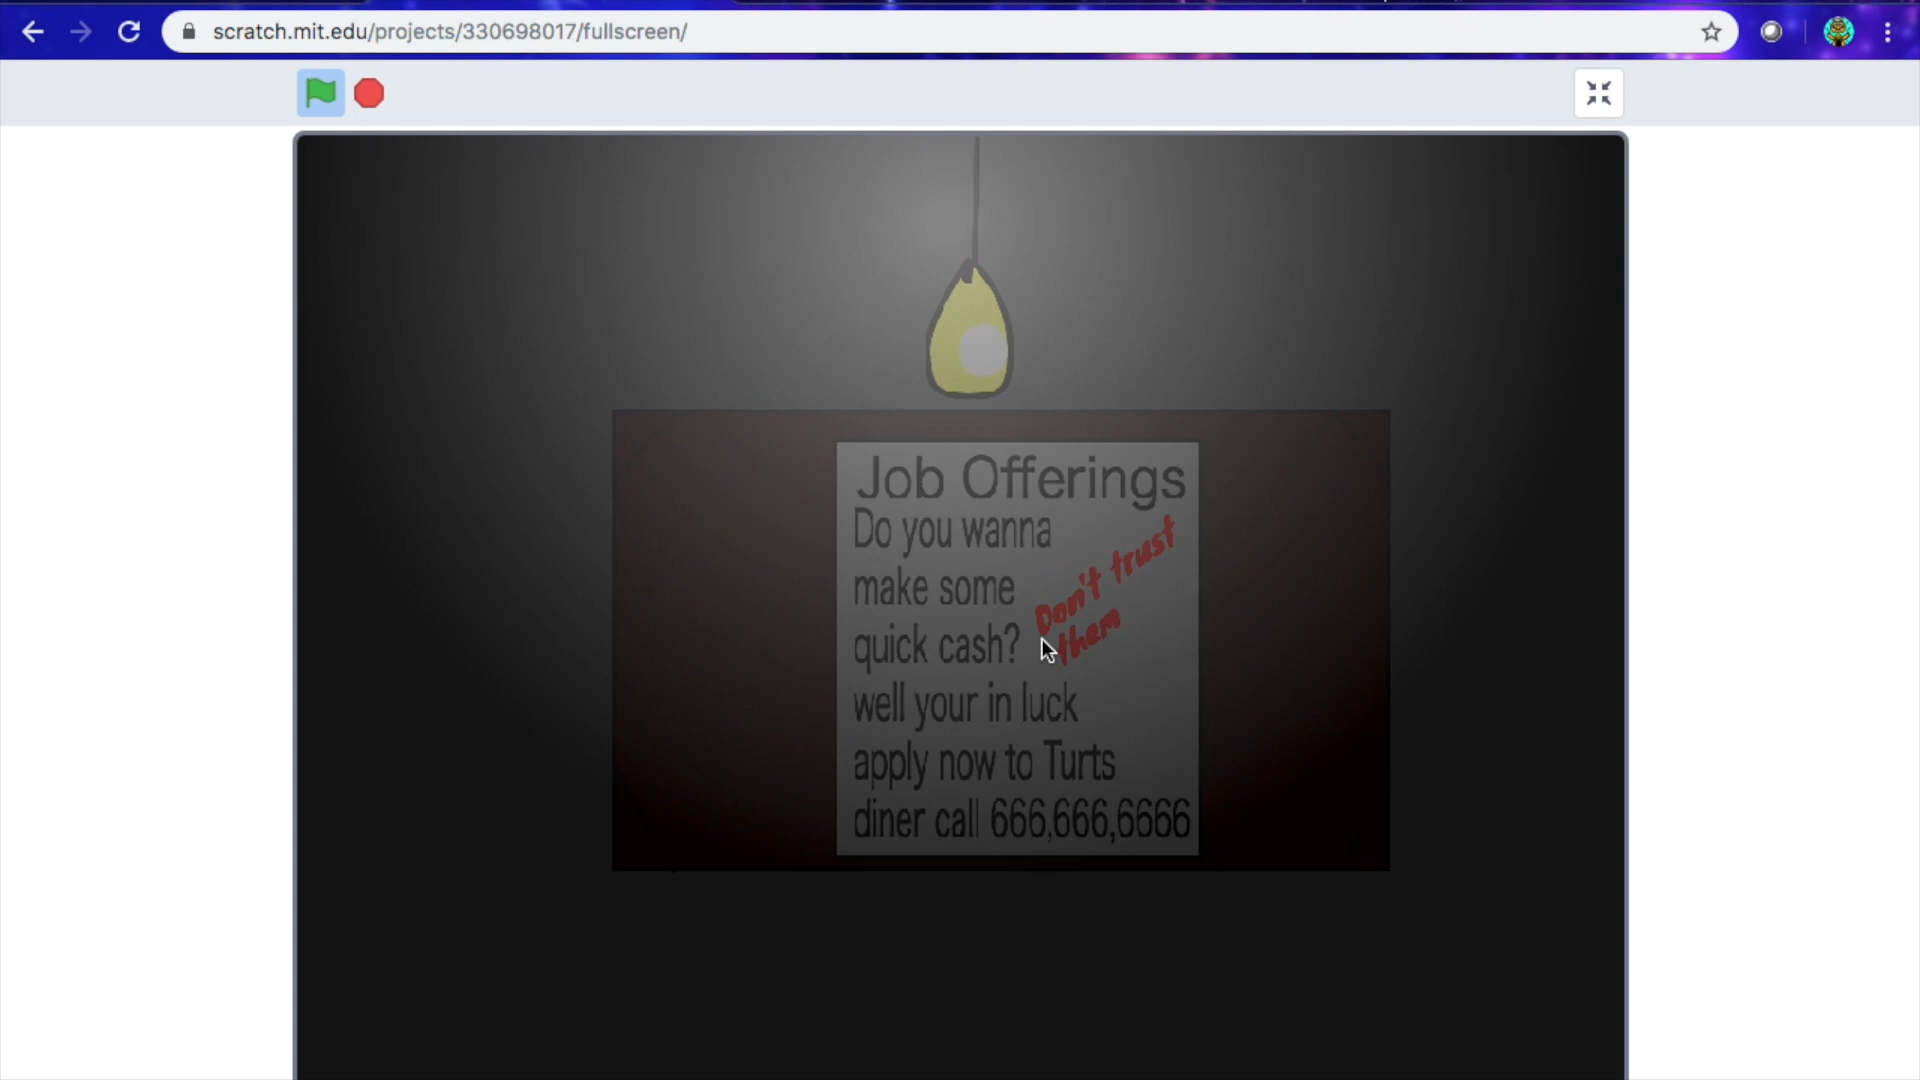 scratch.mit.edu/projects/330698017/fullscreen/
Job Offerings
Do you wanna
make some
quick cash?
well your in luck
apply now to Turts
diner call 666,666,6666
Don't trust
them